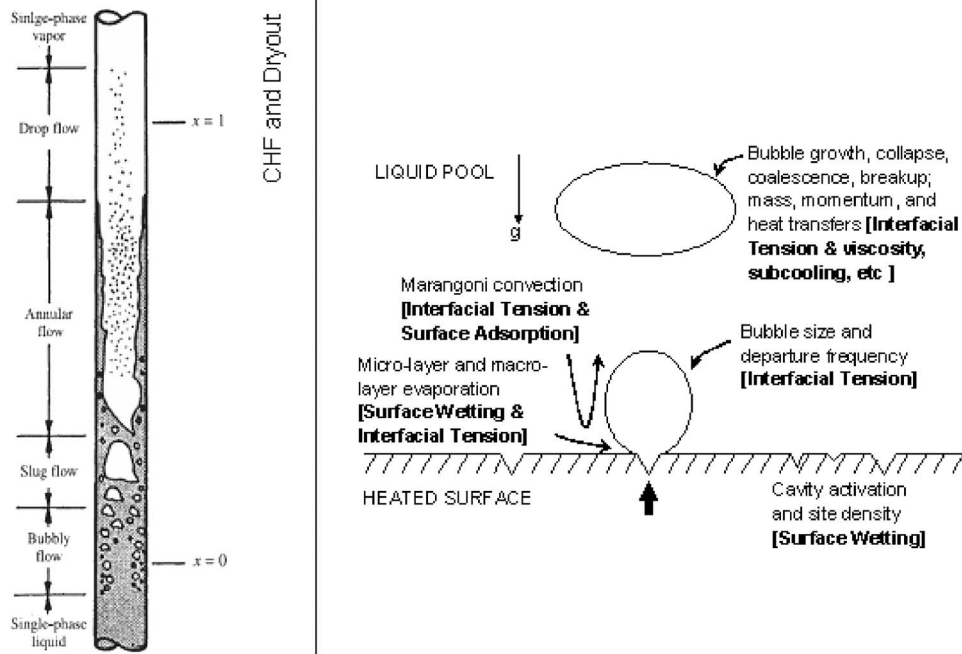 Sinlge-phase
vapor
Drop flow
Annular
flow
Slug flow
Bubbly
flow
Single-phase
liquid
x = 1
x = 0
CHF and Dryout
LIQUID POOL
g
Bubble growth, collapse,
coalescence, breakup;
mass, momentum, and
heat transfers [Interfacial
Tension & viscosity,
subcooling, etc ]
Marangoni convection
[Interfacial Tension &
Surface Adsorption]
Bubble size and
departure frequency
[Interfacial Tension]
Micro-layer and macro-
layer evaporation
[Surface Wetting &
Interfacial Tension]
HEATED SURFACE
Cavity activation
and site density
[Surface Wetting]